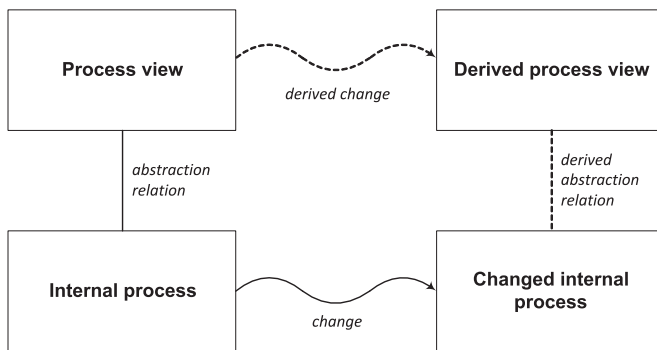 Process view
Derived process view
derived change
abstraction
relation
derived
abstraction
relation
Internal process
Changed internal
process
change